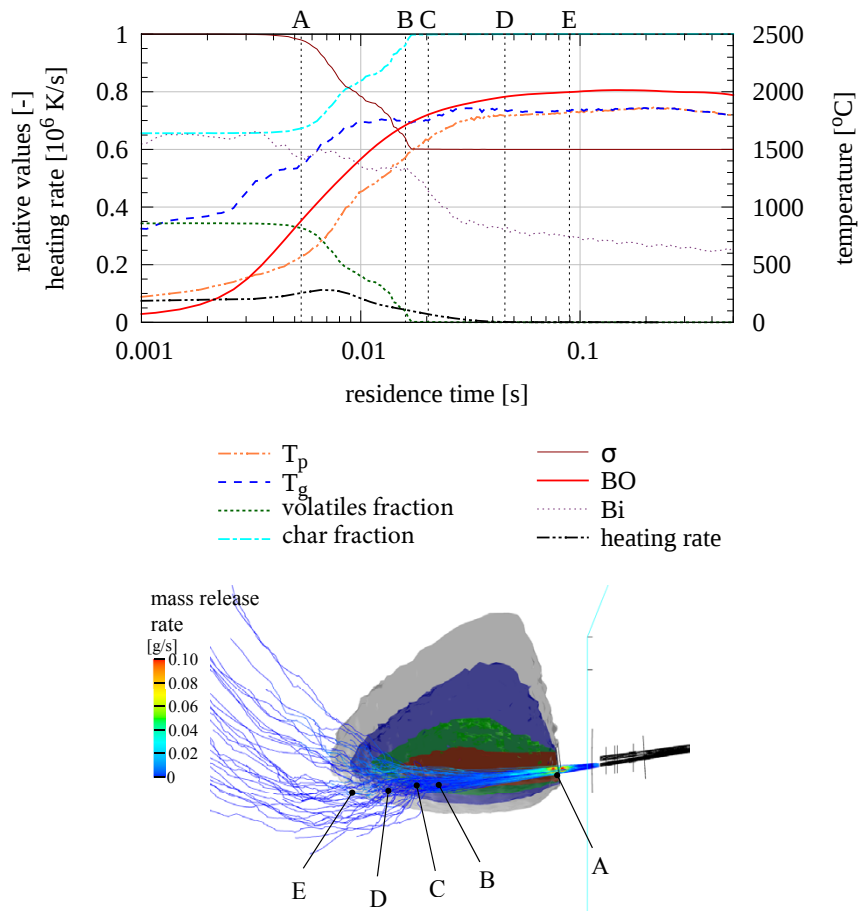 A B C D E
1
0.8
0.6
0.4
0.2
0
relative values [-]
heating rate [10⁶ K/s]
2500
2000
1500
1000
500
0
temperature [°C]
0.001 0.01 0.1
residence time [s]
Tp
Tg
volatiles fraction
char fraction
σ
BO
Bi
heating rate
mass release
rate
[g/s]
0.10
0.08
0.06
0.04
0.02
0
E D C B A